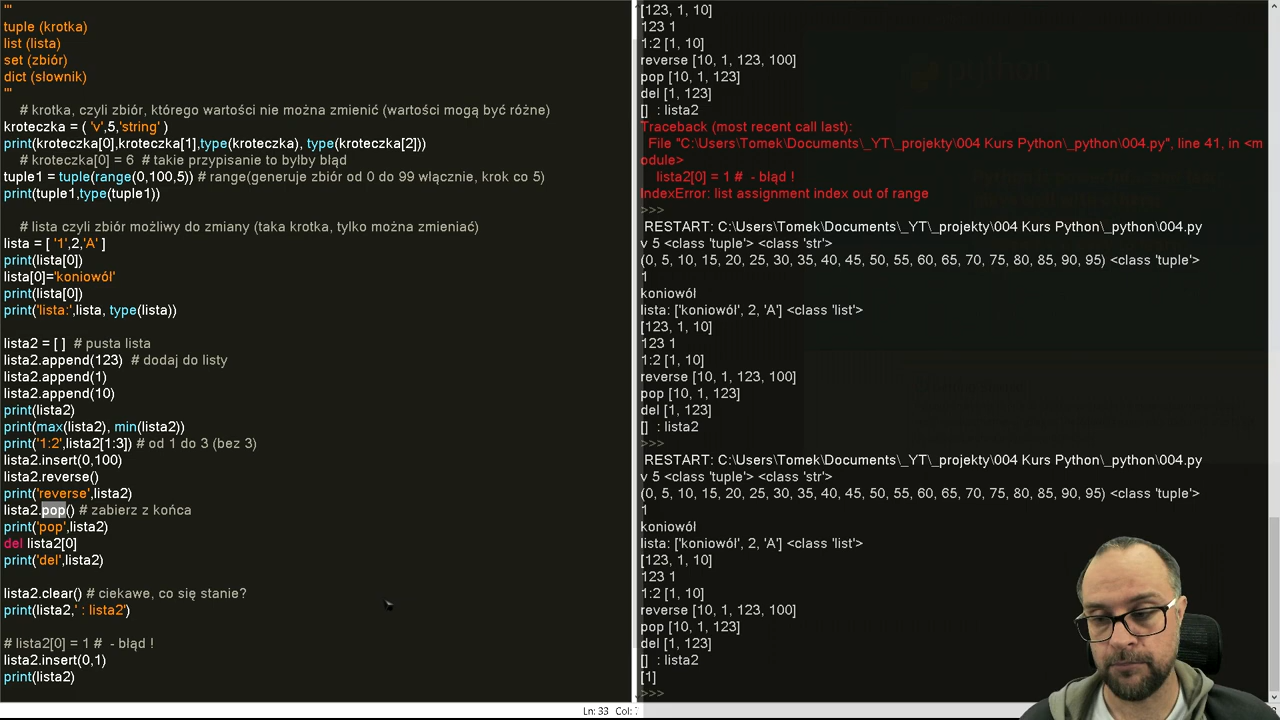 '''
tuple (krotka)
list (lista)
set (zbiór)
dict (słownik)
'''
# krotka, czyli zbiór, którego wartości nie można zmienić (wartości mogą być różne)
kroteczka = ( 'v',5,'string' )
print(kroteczka[0],kroteczka[1],type(kroteczka), type(kroteczka[2]))
# kroteczka[0] = 6  # takie przypisanie to bylby bląd
tuple1 = tuple(range(0,100,5)) # range(generuje zbiór od 0 do 99 włącznie, krok co 5)
print(tuple1,type(tuple1))
# lista czyli zbiór możliwy do zmiany (taka krotka, tylko można zmieniać)
lista = [ '1',2,'A' ]
print(lista[0])
lista[0]='koniowól'
print(lista[0])
print('lista:',lista, type(lista))
lista2 = [ ]  # pusta lista
lista2.append(123)  # dodaj do listy
lista2.append(1)
lista2.append(10)
print(lista2)
print(max(lista2), min(lista2))
print('1:2',lista2[1:3]) # od 1 do 3 (bez 3)
lista2.insert(0,100)
lista2.reverse()
print('reverse',lista2)
lista2.pop() # zabierz z końca
print('pop',lista2)
del lista2[0]
print('del',lista2)
lista2.clear() # ciekawe, co się stanie?
print(lista2,' : lista2')
# lista2[0] = 1 #  - błąd !
lista2.insert(0,1)
print(lista2)
[123, 1, 10]
123 1
1:2 [1, 10]
reverse [10, 1, 123, 100]
pop [10, 1, 123]
del [1, 123]
[]  : lista2
Traceback (most recent call last):
File "C:\Users\Tomek\Documents\_YT\_projekty\004 Kurs Python\_python\004.py", line 41, in <m
odule>
lista2[0] = 1 #  - błąd !
IndexError: list assignment index out of range
>>>
RESTART: C:\Users\Tomek\Documents\_YT\_projekty\004 Kurs Python\_python\004.py
v 5 <class 'tuple'> <class 'str'>
(0, 5, 10, 15, 20, 25, 30, 35, 40, 45, 50, 55, 60, 65, 70, 75, 80, 85, 90, 95) <class 'tuple'>
1
koniowól
lista: ['koniowól', 2, 'A'] <class 'list'>
[123, 1, 10]
123 1
1:2 [1, 10]
reverse [10, 1, 123, 100]
pop [10, 1, 123]
del [1, 123]
[]  : lista2
>>>
RESTART: C:\Users\Tomek\Documents\_YT\_projekty\004 Kurs Python\_python\004.py
v 5 <class 'tuple'> <class 'str'>
(0, 5, 10, 15, 20, 25, 30, 35, 40, 45, 50, 55, 60, 65, 70, 75, 80, 85, 90, 95) <class 'tuple'>
1
koniowól
lista: ['koniowól', 2, 'A'] <class 'list'>
[123, 1, 10]
123 1
1:2 [1, 10]
reverse [10, 1, 123, 100]
pop [10, 1, 123]
del [1, 123]
[]  : lista2
[1]
>>>
Ln: 33  Col:
python